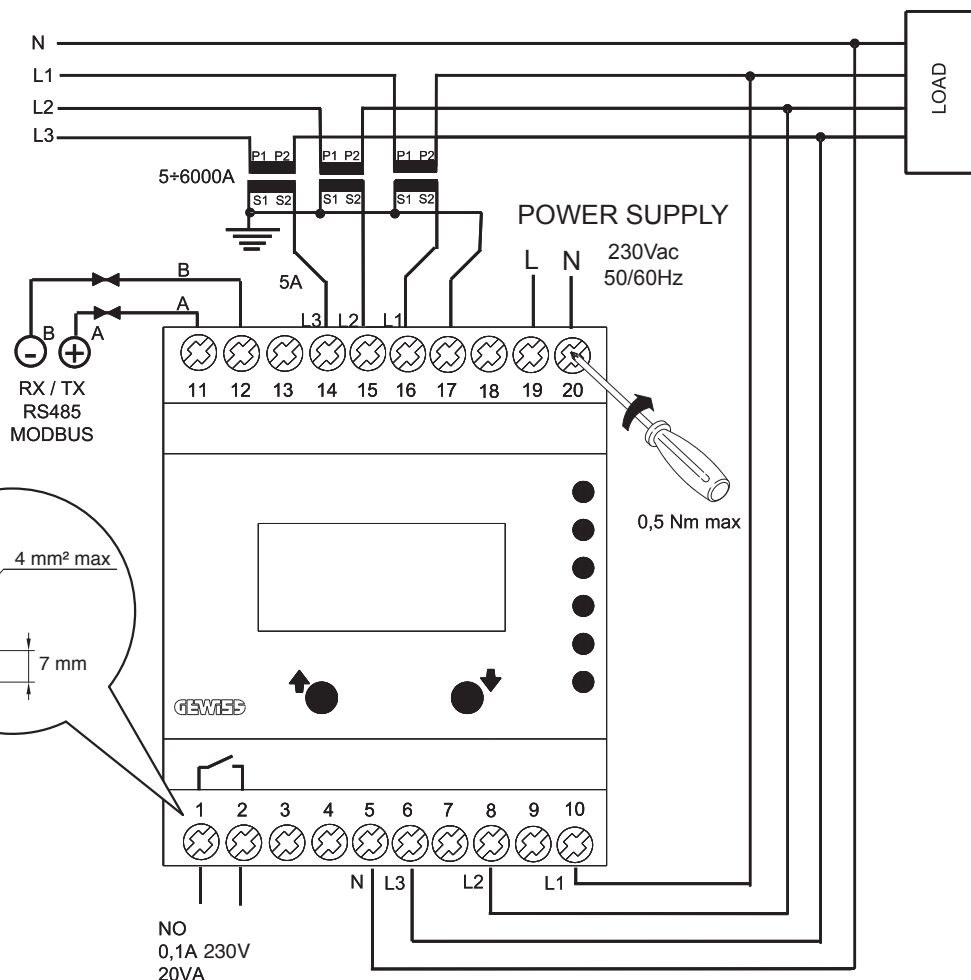 N
L1
L2
L3
LOAD
P1 P2
P1 P2
P1 P2
5÷6000A
S1 S2
S1 S2
S1 S2
POWER SUPPLY
L N
230Vac
50/60Hz
5A
B
A
B
A
- +
RX / TX
RS485
MODBUS
L3 L2 L1
11 12 13 14 15 16 17 18 19 20
0,5 Nm max
4 mm² max
7 mm
GEWISS
1 2 3 4 5 6 7 8 9 10
N L3 L2 L1
NO
0,1A 230V
20VA